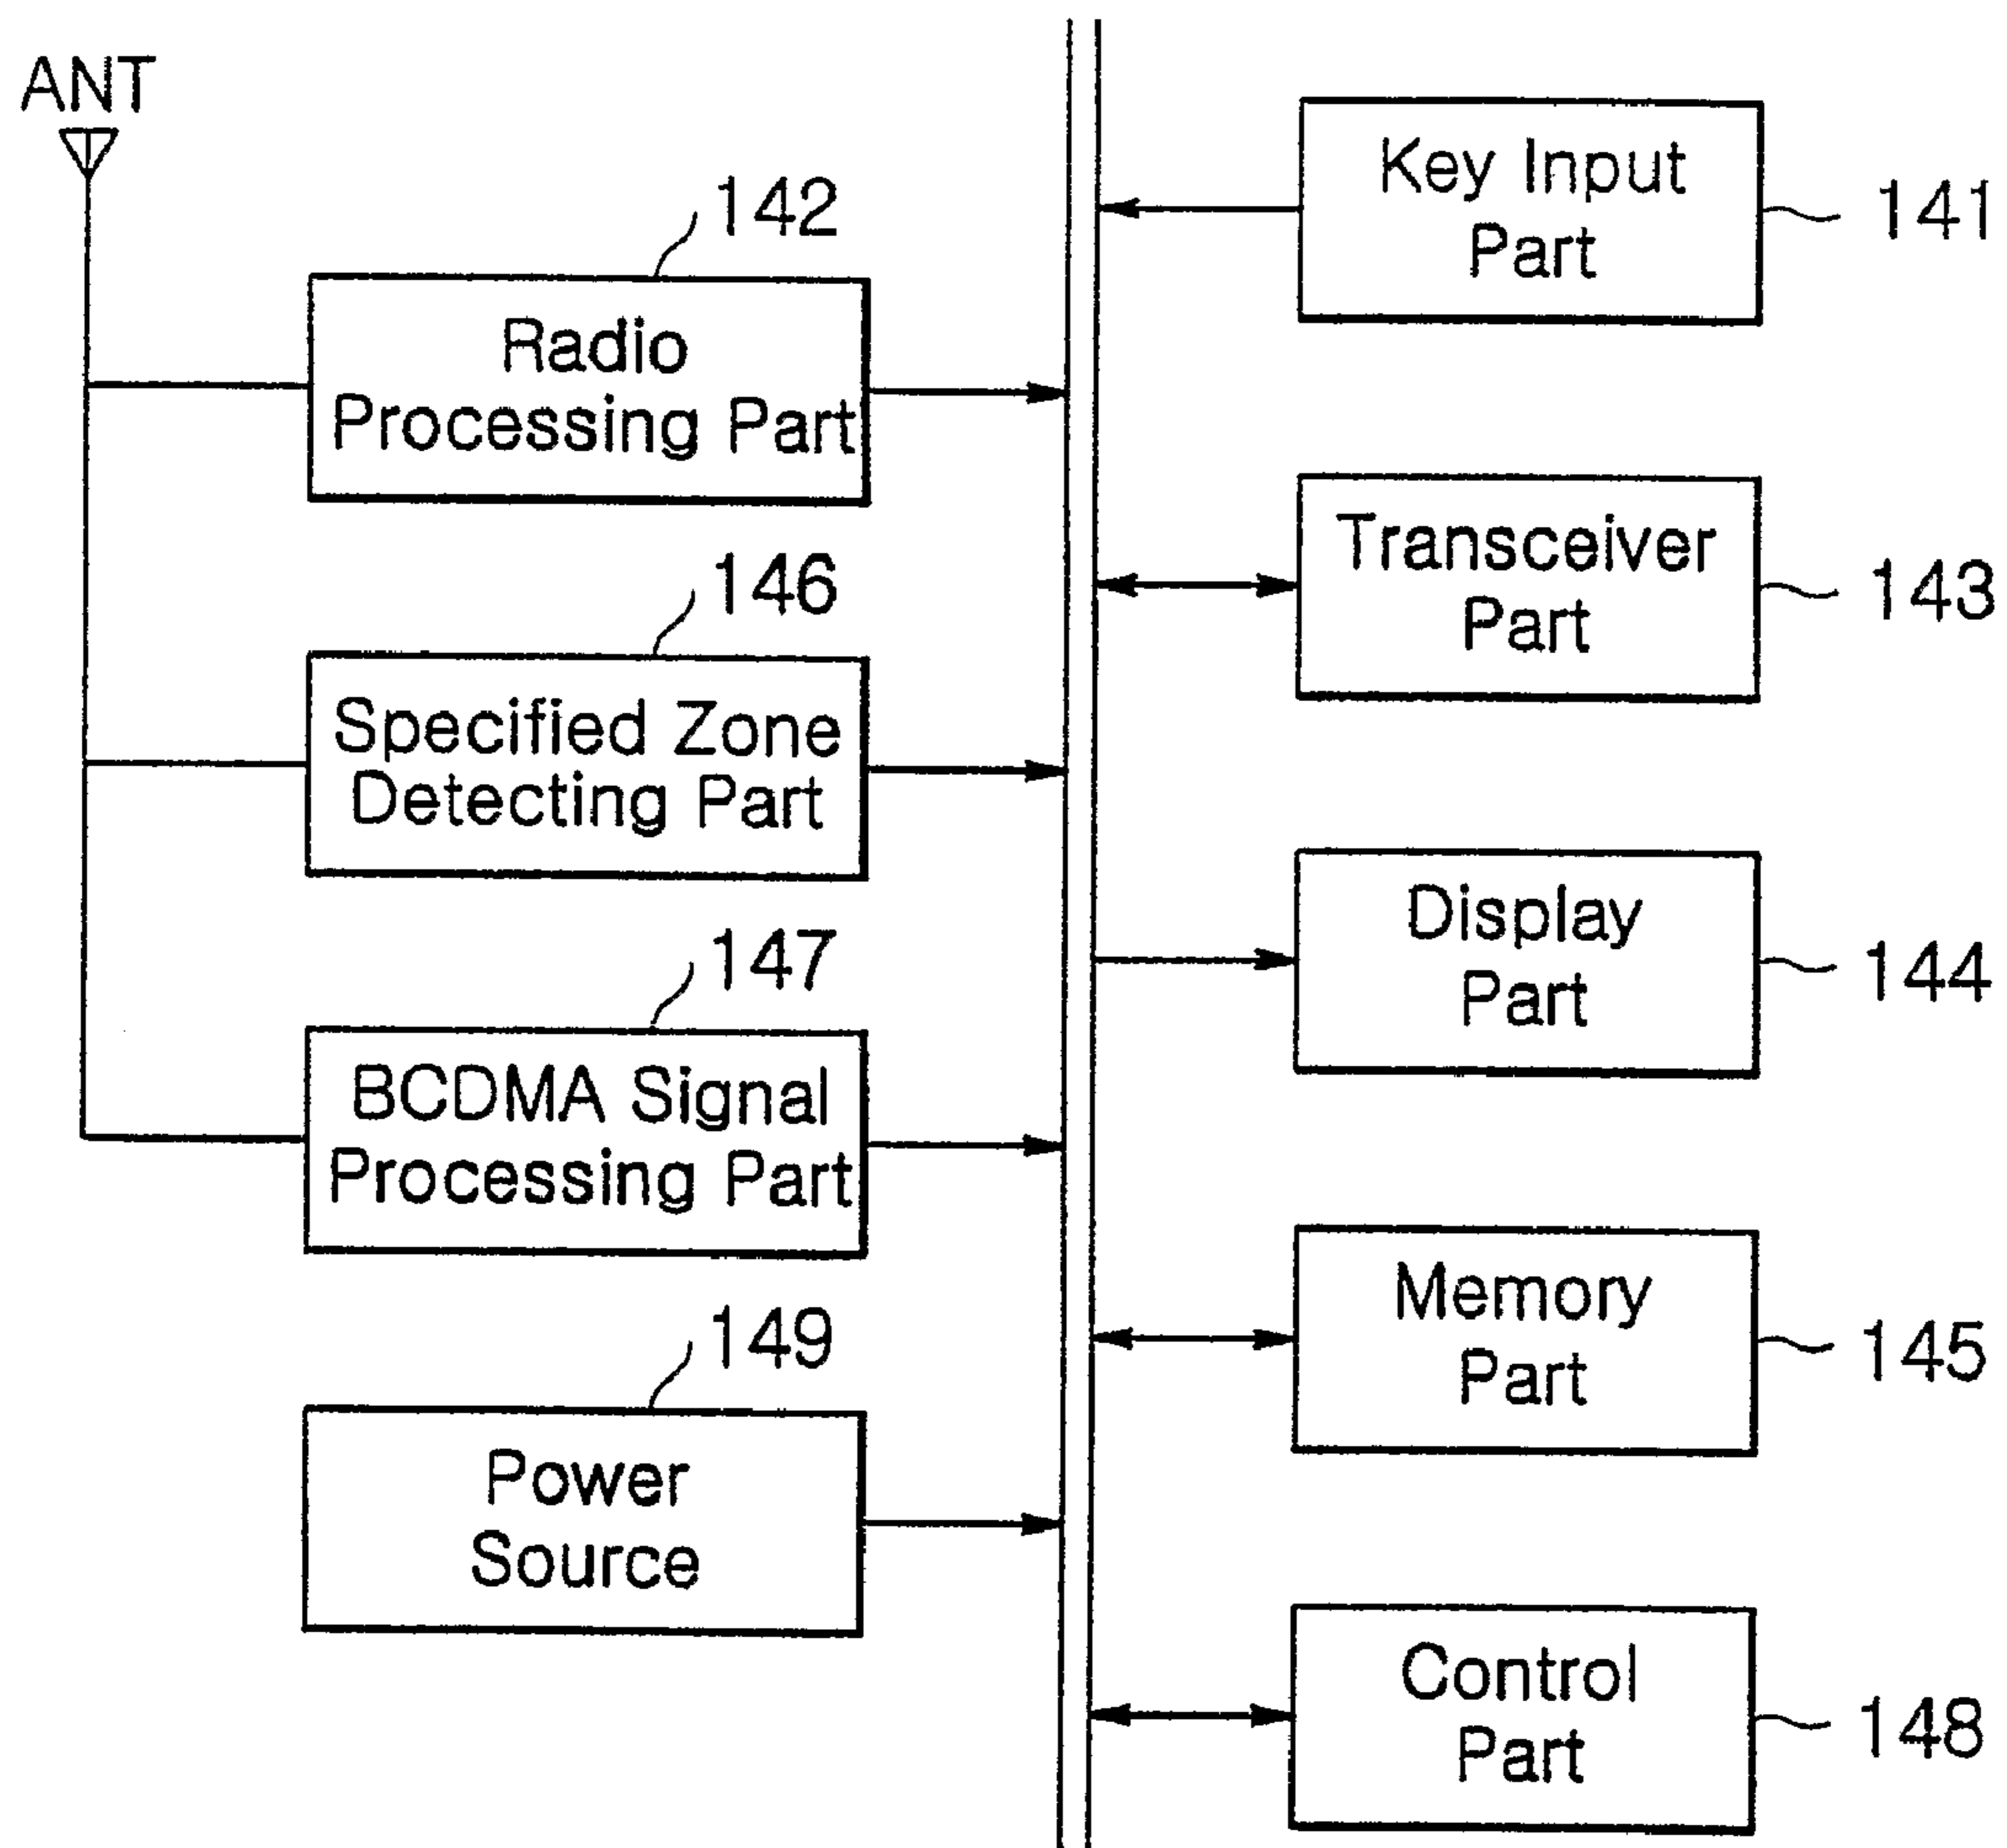 ANT
142
Radio
Processing Part
146
Specified Zone
Detecting Part
147
BCDMA Signal
Processing Part
149
Power
Source
Key Input
Part
141
Transceiver
Part
143
Display
Part
144
Memory
Part
145
Control
Part
148